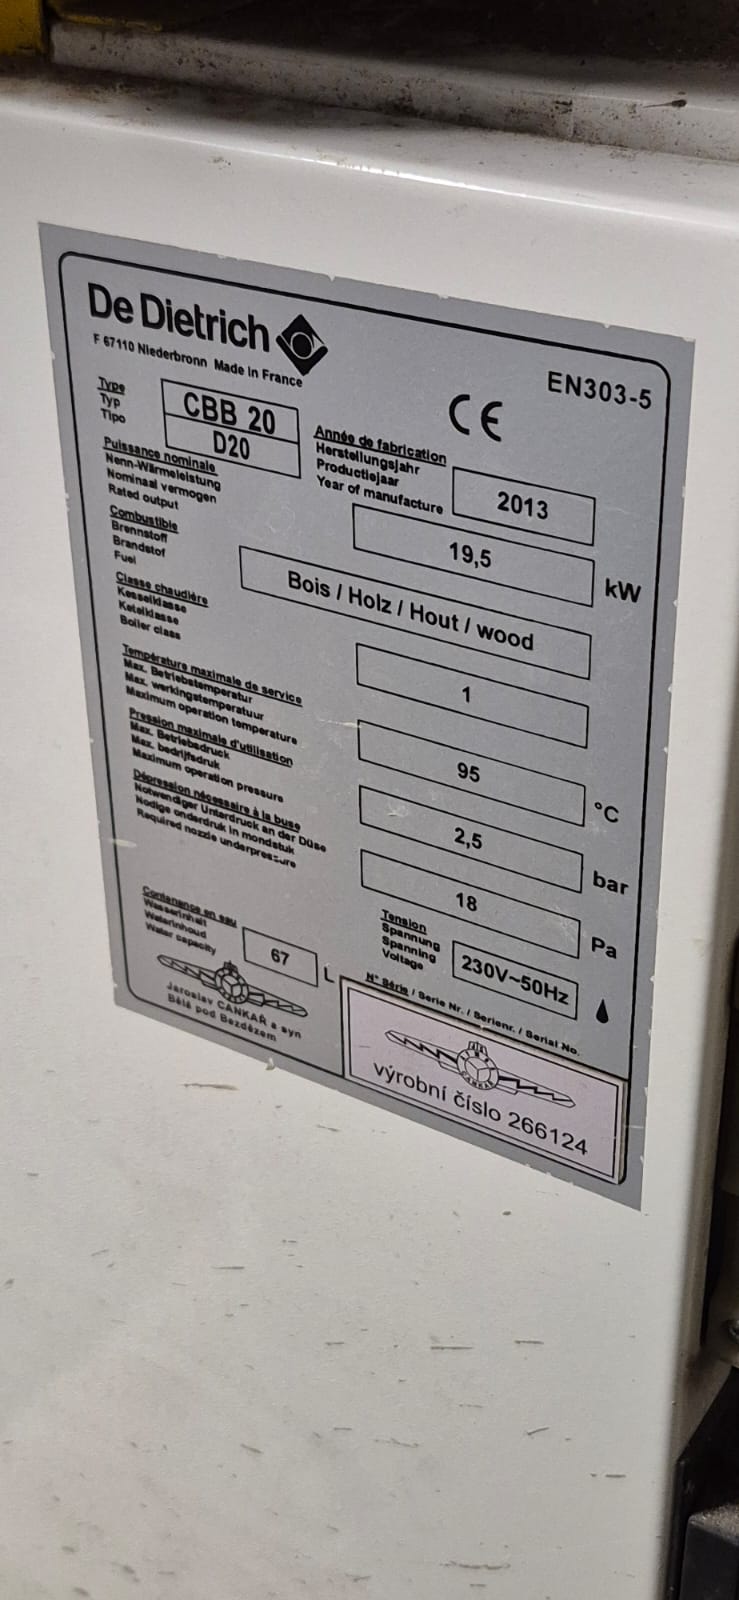 De Dietrich
F 67110 Niederbronn Made in France
EN303-5
CE
Type
Typ
Tipo
CBB 20
D20
Année de fabrication
Herstellungsjahr
Productiejaar
Year of manufacture
2013
Puissance nominale
Nenn-Wärmeleistung
Nominaal vermogen
Rated output
19,5 kW
Combustible
Brennstoff
Brandstof
Fuel
Bois / Holz / Hout / wood
Classe chaudière
Kesselklasse
Ketelklasse
Boiler class
1
Température maximale de service
Max. Betriebstemperatur
Max. werkingstemperatuur
Maximum operation temperature
95 °C
Pression maximale d'utilisation
Max. Betriebsdruck
Max. bedrijfsdruk
Maximum operation pressure
2,5 bar
Dépression nécessaire à la buse
Notwendiger Unterdruck an der Düse
Nodige onderdruk in mondstuk
Required nozzle underpressure
18 Pa
Contenance en eau
Wasserinhalt
Waterinhoud
Water capacity
67 L
Tension
Spannung
Spanning
Voltage
230V~50Hz
Jaroslav CANKAŘ a syn
Bělá pod Bezdězem
N° Série / Serie Nr. / Serienr. / Serial No.
výrobní číslo 266124